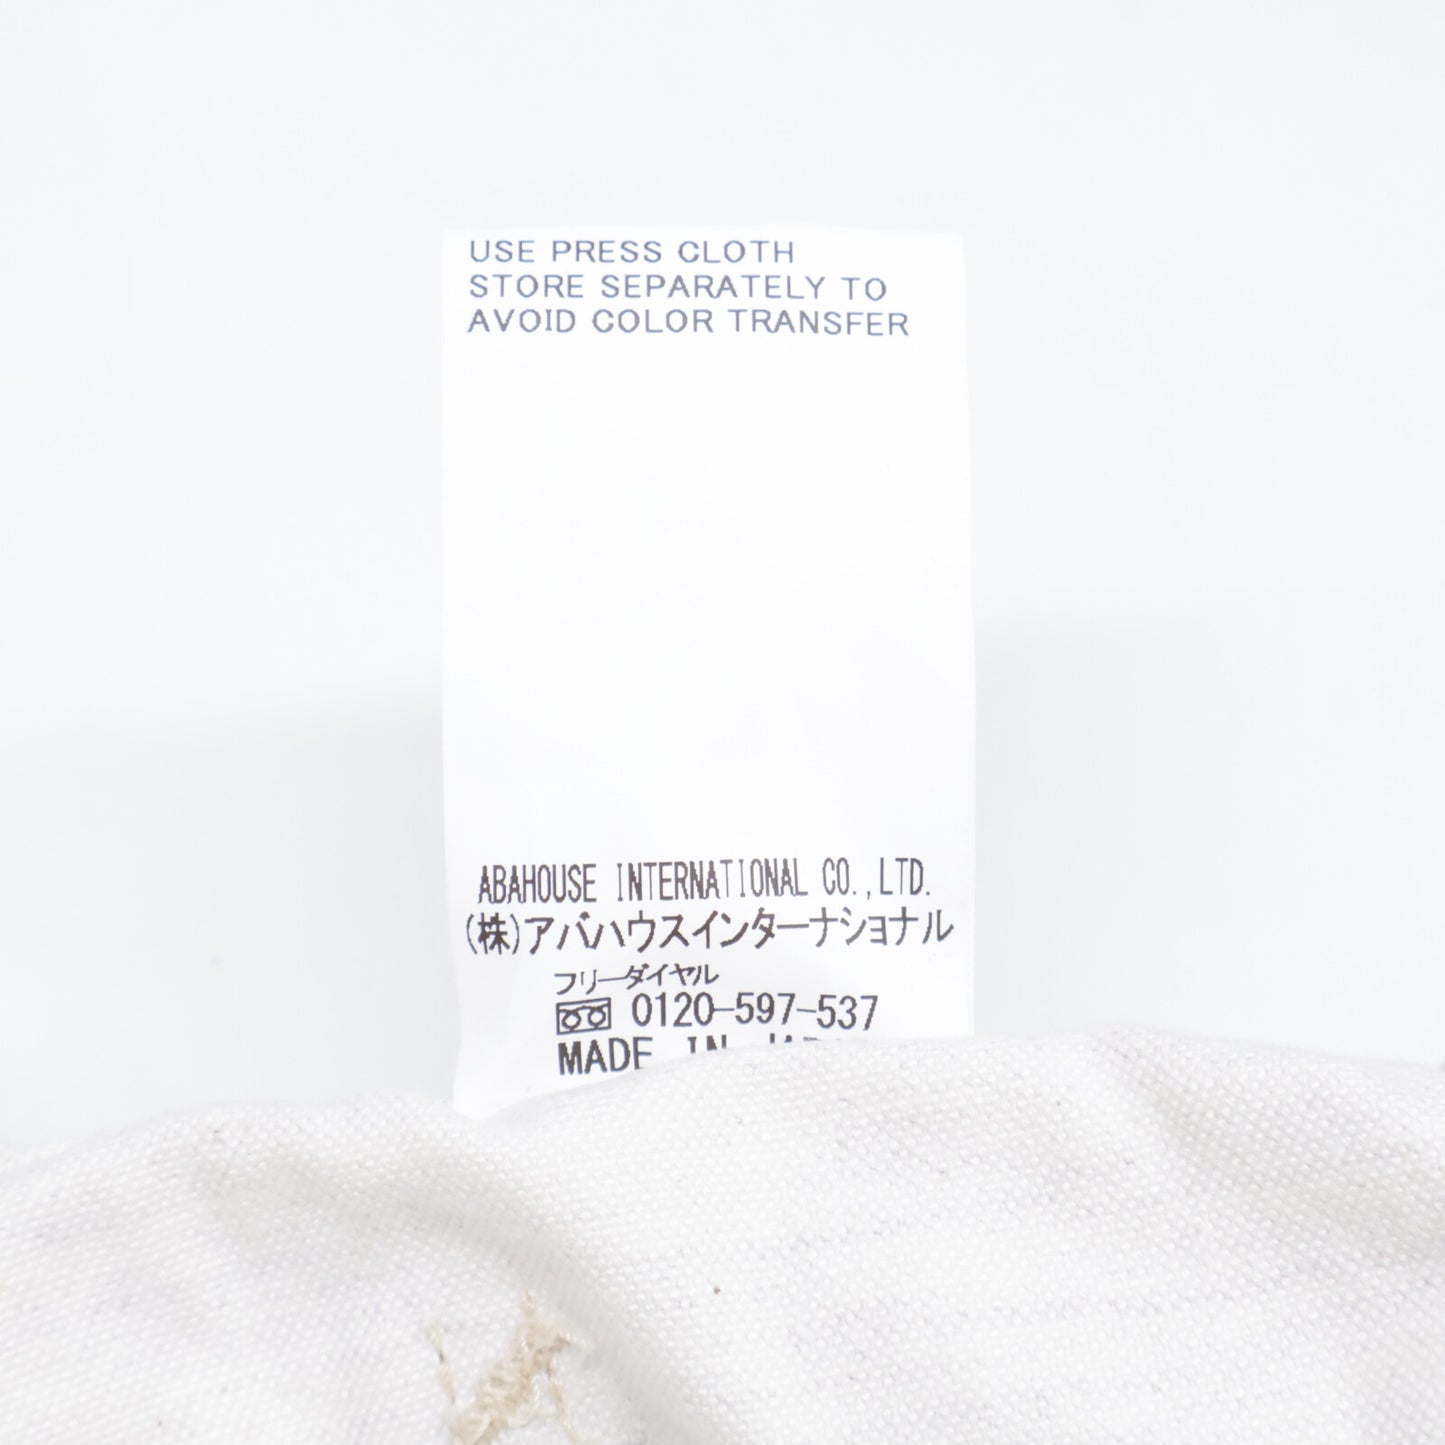 USE PRESS CLOTH
STORE SEPARATELY TO
AVOID COLOR TRANSFER
ABAHOUSE INTERNATIONAL CO.,LTD.
(株)アバハウスインターナショナル
フリーダイヤル
0120-597-537
MADE IN